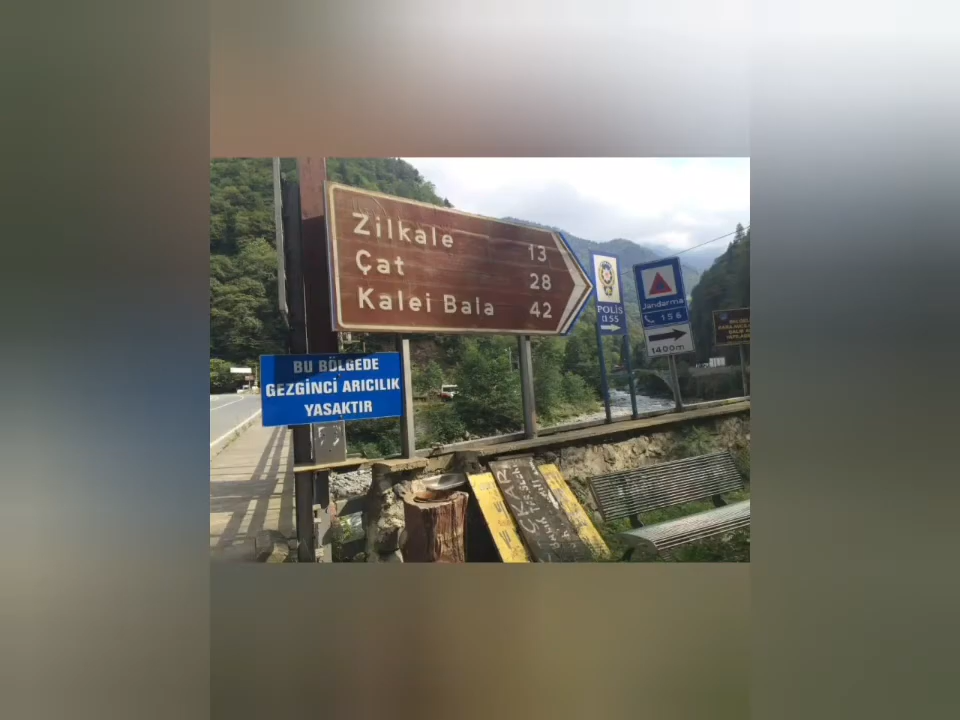 Zilkale 13
Çat 28
Kalei Bala 42
BU BÖLGEDE
GEZGİNCİ ARICILIK
YASAKTIR
POLİS
155
Jandarma
156
1400m